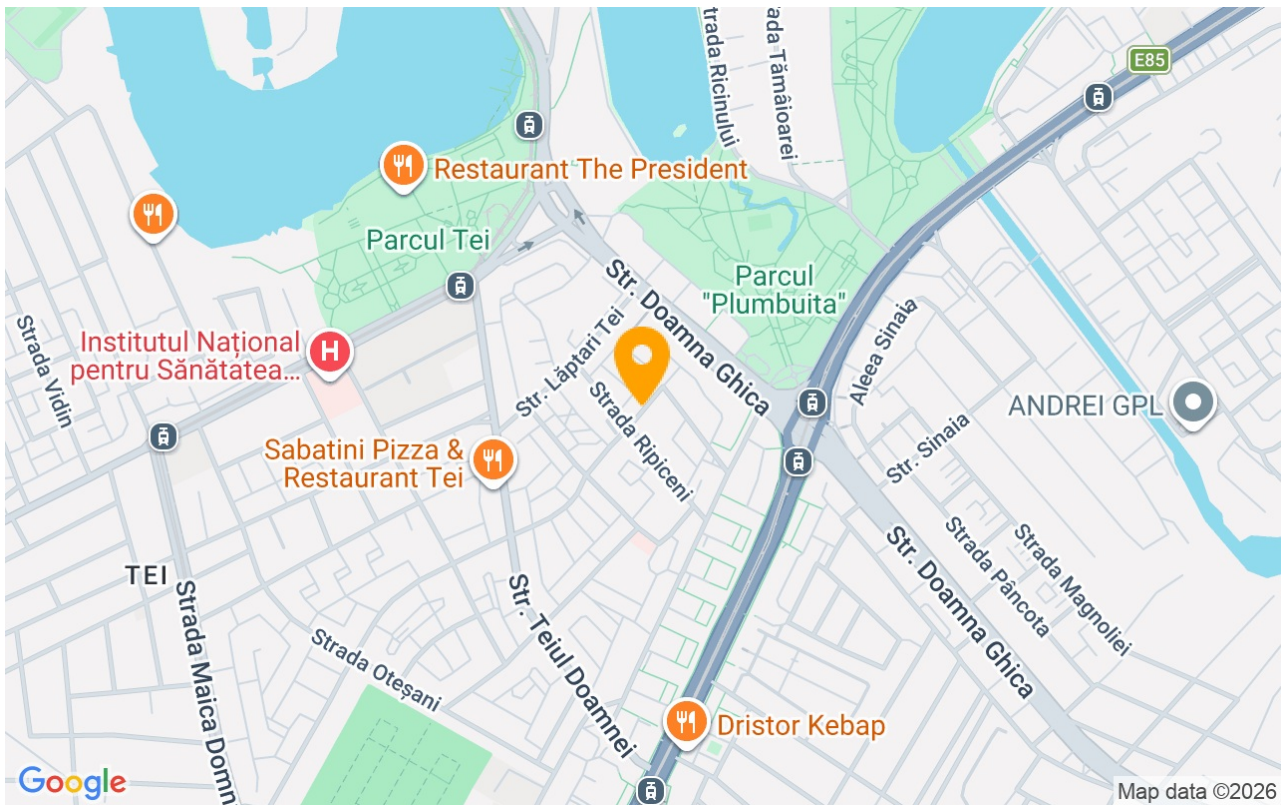 trada Ricinului
ada Tămâioarei
E85
Restaurant The President
Parcul Tei
Str. Doamna Ghica
Parcul
"Plumbuita"
Aleea Sinaia
Strada Vidin
Institutul Național
pentru Sănătatea...
H
Str. Lăptari Tei
Strada Ripiceni
ANDREI GPL
Str. Sinaia
Sabatini Pizza &
Restaurant Tei
Strada Pâncota
Strada Magnoliei
Str. Doamna Ghica
TEI
Strada Maica Domn
Str. Teiul Doamnei
Strada Oteșani
Dristor Kebap
Google
Map data ©2026